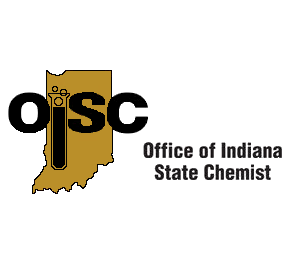 OISC
Office of Indiana
State Chemist